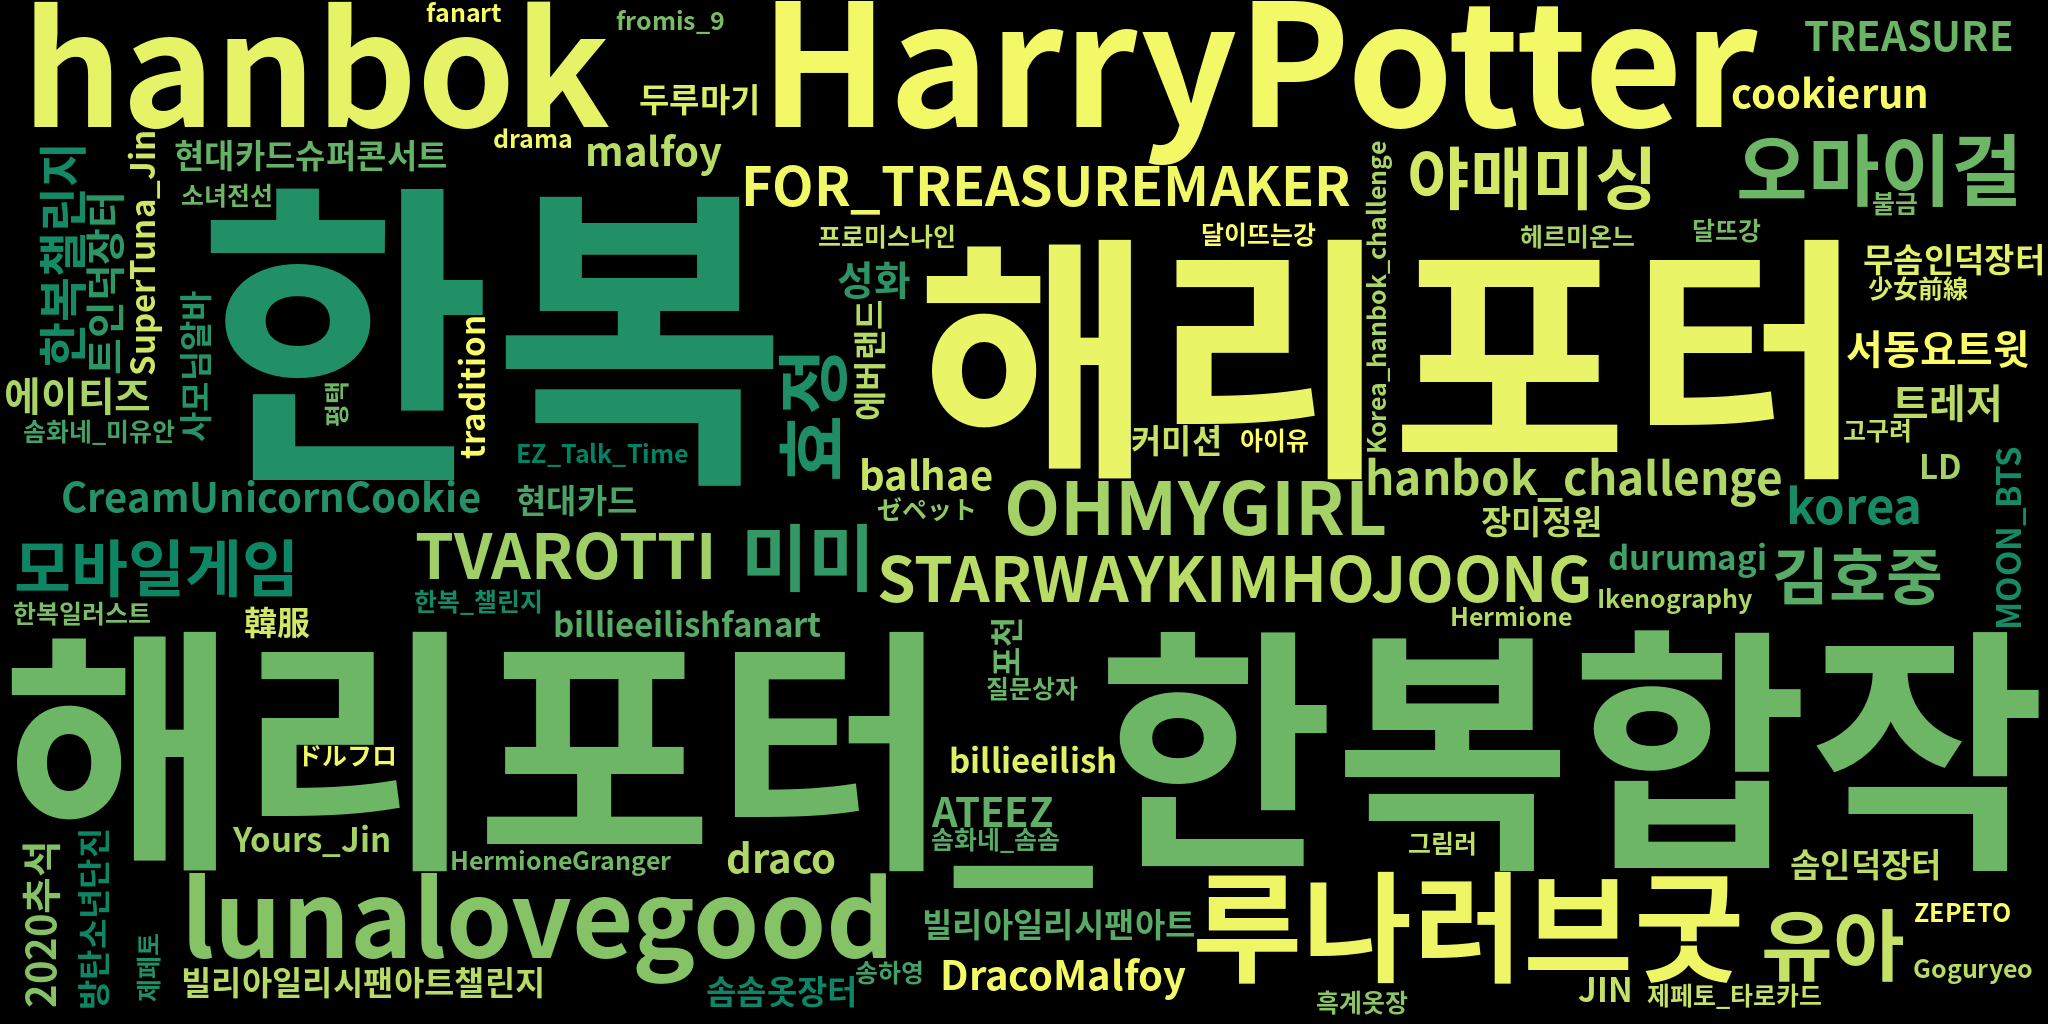 hanbok
fanart
fromis_9
HarryPotter
TREASURE
cookierun
두루마기
drama
malfoy
현대카드슈퍼콘서트
소녀전선
한복챌린지
트인덕장터
SuperTuna_Jin
한복
FOR_TREASUREMAKER
Korea_hanbok_challenge
야매미싱
오마이걸
불금
프로미스나인
달이뜨는강
헤르미온느
달뜨강
무솜인덕장터
少女前線
성화
해리포터
에버랜드
효정
서동요트윗
트레저
고구려
에이티즈
솜화네_미유안
사모님알바
평택
tradition
EZ_Talk_Time
커미션
아이유
balhae
ゼペット
hanbok_challenge
LD
MOON_BTS
CreamUnicornCookie
현대카드
OHMYGIRL
장미정원
korea
모바일게임
TVAROTTI
미미
STARWAYKIMHOJOONG
durumagi
김호중
한복일러스트
韓服
한복_챌린지
billieeilishfanart
Hermione
Ikenography
포천
질문상자
해리포터
한복합작
ドルフロ
billieeilish
ATEEZ
솜화네_솜솜
Yours_Jin
HermioneGranger
draco
그림러
솜인덕장터
2020추석
방탄소년단진
제페토
lunalovegood
ー
빌리아일리시팬아트
루나러브굿
유아
ZEPETO
Goguryeo
빌리아일리시팬아트챌린지
솜솜옷장터
송하영
DracoMalfoy
흑계옷장
JIN
제페토_타로카드